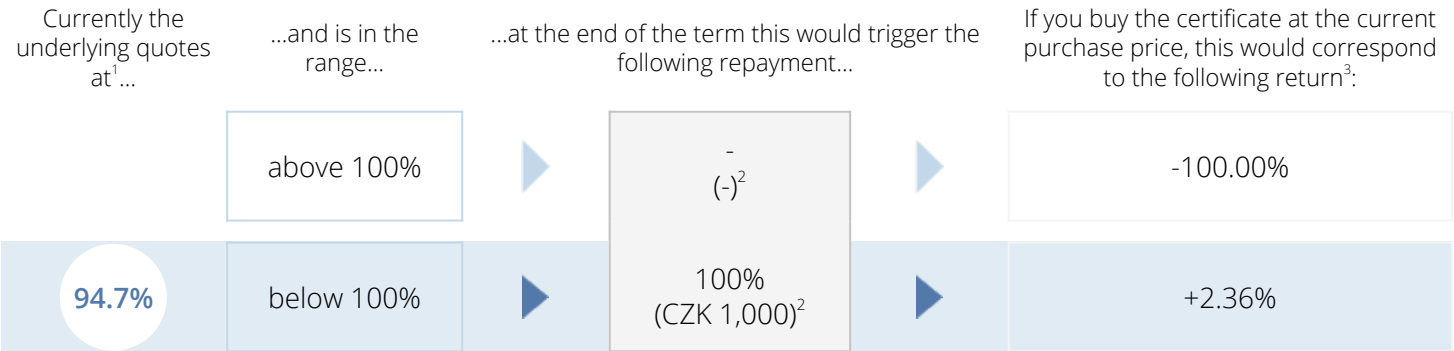 Currently the
underlying quotes
at¹...
...and is in the
range...
...at the end of the term this would trigger the
following repayment...
If you buy the certificate at the current
purchase price, this would correspond
to the following return³:
above 100%
-
(-)²
-100.00%
94.7%
below 100%
100%
(CZK 1,000)²
+2.36%